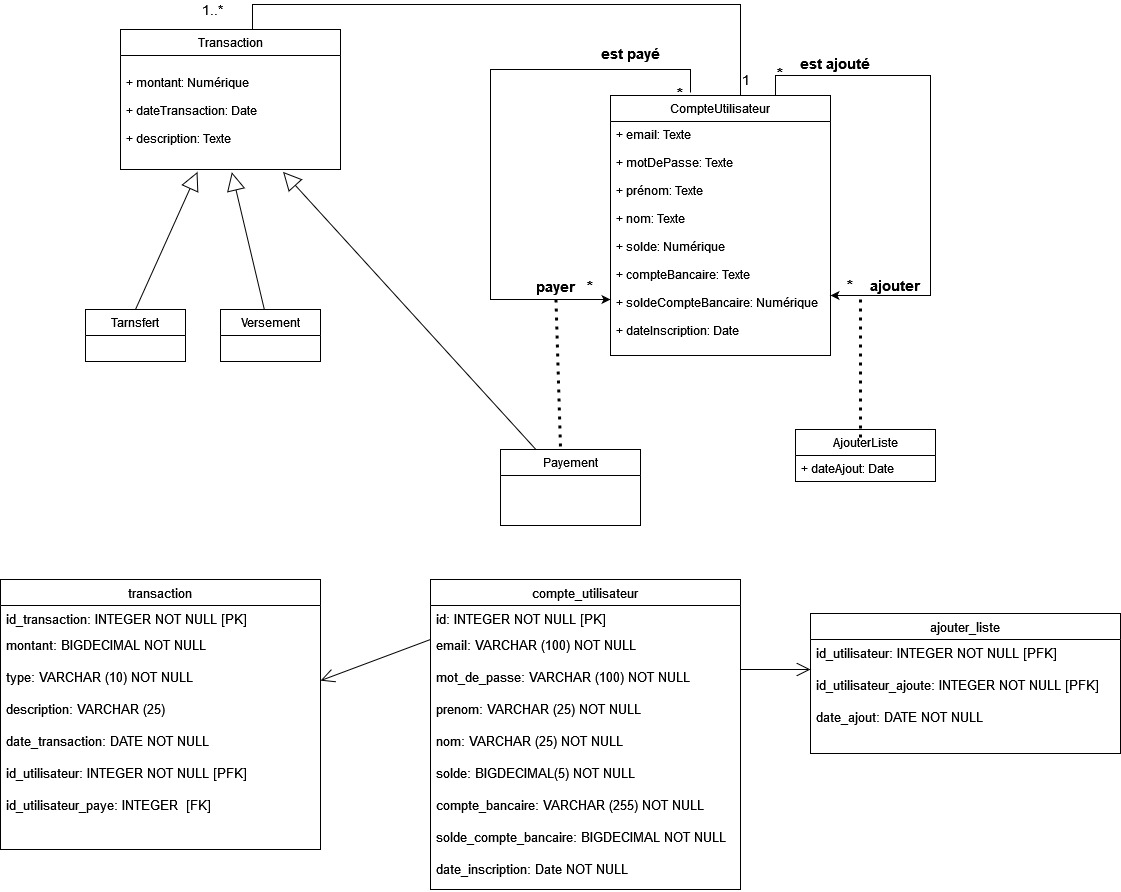 1..*
Transaction
+ montant: Numérique
+ dateTransaction: Date
+ description: Texte
est payé
*
1
*
est ajouté
CompteUtilisateur
+ email: Texte
+ motDePasse: Texte
+ prénom: Texte
+ nom: Texte
+ solde: Numérique
+ compteBancaire: Texte
+ soldeCompteBancaire: Numérique
+ dateInscription: Date
payer *
* ajouter
Tarnsfert
Versement
Payement
AjouterListe
+ dateAjout: Date
transaction
id_transaction: INTEGER NOT NULL [PK]
montant: BIGDECIMAL NOT NULL
type: VARCHAR (10) NOT NULL
description: VARCHAR (25)
date_transaction: DATE NOT NULL
id_utilisateur: INTEGER NOT NULL [PFK]
id_utilisateur_paye: INTEGER [FK]
compte_utilisateur
id: INTEGER NOT NULL [PK]
email: VARCHAR (100) NOT NULL
mot_de_passe: VARCHAR (100) NOT NULL
prenom: VARCHAR (25) NOT NULL
nom: VARCHAR (25) NOT NULL
solde: BIGDECIMAL(5) NOT NULL
compte_bancaire: VARCHAR (255) NOT NULL
solde_compte_bancaire: BIGDECIMAL NOT NULL
date_inscription: Date NOT NULL
ajouter_liste
id_utilisateur: INTEGER NOT NULL [PFK]
id_utilisateur_ajoute: INTEGER NOT NULL [PFK]
date_ajout: DATE NOT NULL